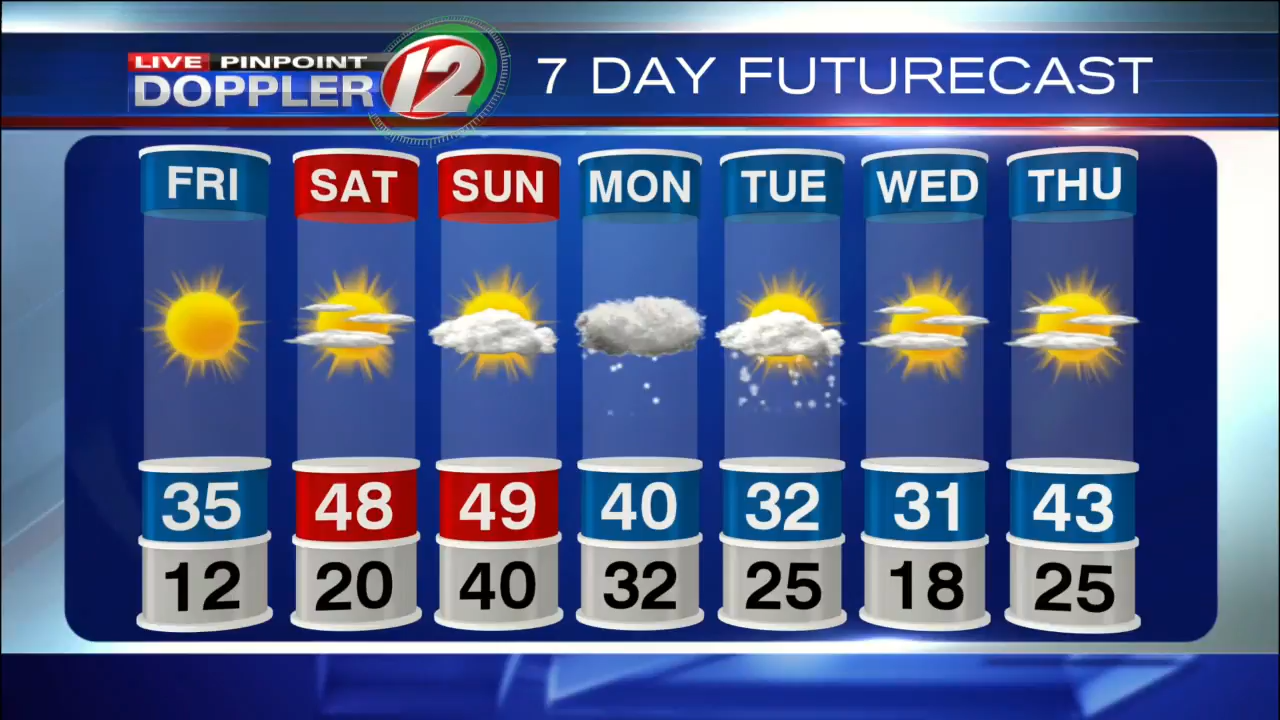 LIVE PINPOINT
DOPPLER 12
7 DAY FUTURECAST
FRI SAT SUN MON TUE WED THU
35 48 49 40 32 31 43
12 20 40 32 25 18 25